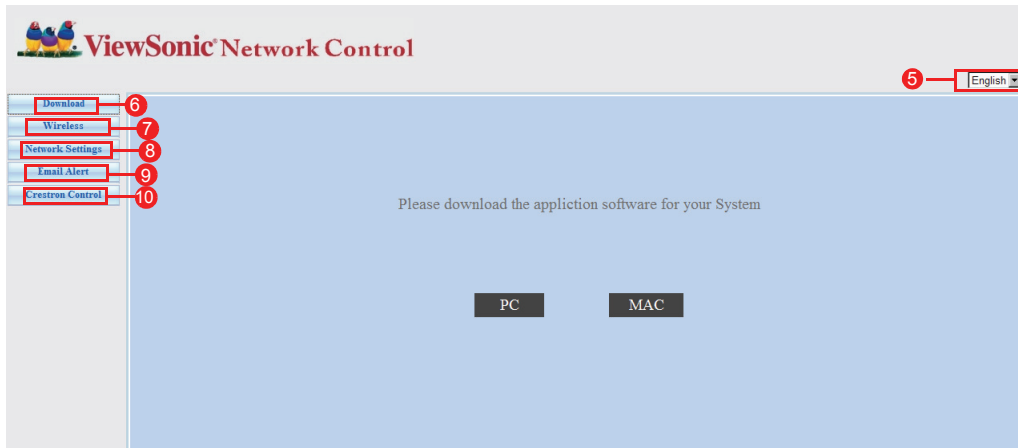 ViewSonic® Network Control
5
English
Download
6
Wireless
7
Network Settings
8
Email Alert
9
Crestron Control
10
Please download the appliction software for your System
PC
MAC